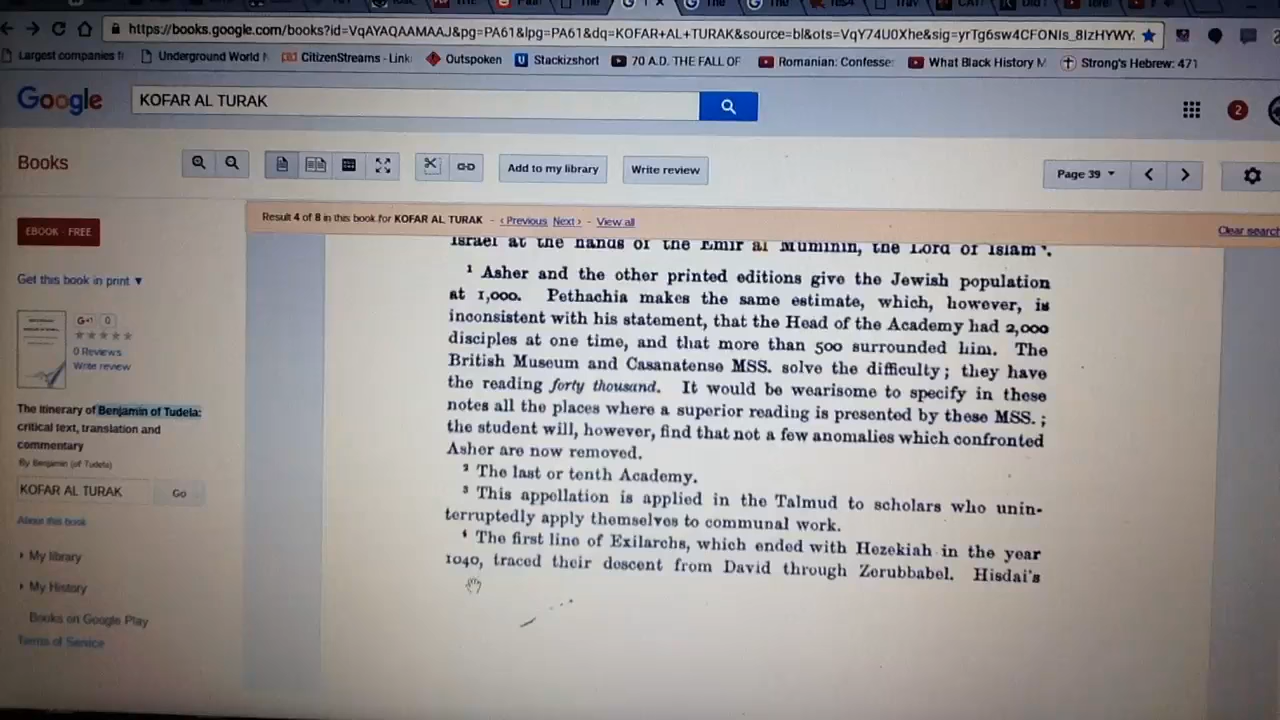 https://books.google.com/books?id=VqAYAQAAMAAJ&pg=PA61&lpg=PA61&dq=KOFAR+AL+TURAK&source=bl&ots=VqY74U0Xhe&sig=yrTg6sw4CFONIs_8IzHYWY.
Largest companies Underground World CitizenStreams - Link Outspoken Stackizshort 70 A.D. THE FALL OF Romanian: Confesse What Black History M Strong's Hebrew: 471
Google KOFAR AL TURAK 2
Books Add to my library Write review Page 39
Result 4 of 8 in this book for KOFAR AL TURAK - ‹ Previous Next › - View all Clear search
EBOOK - FREE
Get this book in print ▼
G+1 0
0 Reviews
Write review
The Itinerary of Benjamin of Tudela:
critical text, translation and
commentary
By Benjamin (of Tudela)
KOFAR AL TURAK Go
About this book
My library
My History
Books on Google Play
Terms of Service
Israel at the hands of the Emir al Muminin, the Lord of Islam
¹ Asher and the other printed editions give the Jewish population
at 1,000. Pethachia makes the same estimate, which, however, is
inconsistent with his statement, that the Head of the Academy had 2,000
disciples at one time, and that more than 500 surrounded him. The
British Museum and Casanatense MSS. solve the difficulty; they have
the reading forty thousand. It would be wearisome to specify in these
notes all the places where a superior reading is presented by these MSS.;
the student will, however, find that not a few anomalies which confronted
Asher are now removed.
² The last or tenth Academy.
³ This appellation is applied in the Talmud to scholars who unin-
terruptedly apply themselves to communal work.
⁴ The first line of Exilarchs, which ended with Hezekiah in the year
1040, traced their descent from David through Zerubbabel. Hisdai's